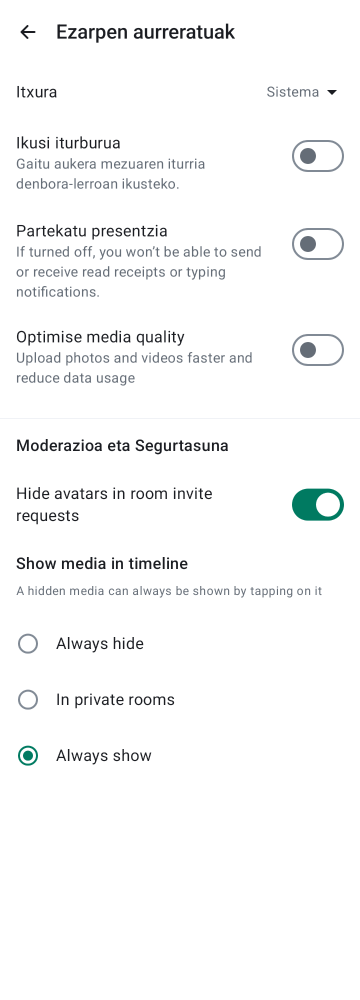 Ezarpen aurreratuak
Itxura
Sistema
Ikusi iturburua
Gaitu aukera mezuaren iturria
denbora-lerroan ikusteko.
Partekatu presentzia
If turned off, you won't be able to send
or receive read receipts or typing
notifications.
Optimise media quality
Upload photos and videos faster and
reduce data usage
Moderazioa eta Segurtasuna
Hide avatars in room invite
requests
Show media in timeline
A hidden media can always be shown by tapping on it
Always hide
In private rooms
Always show